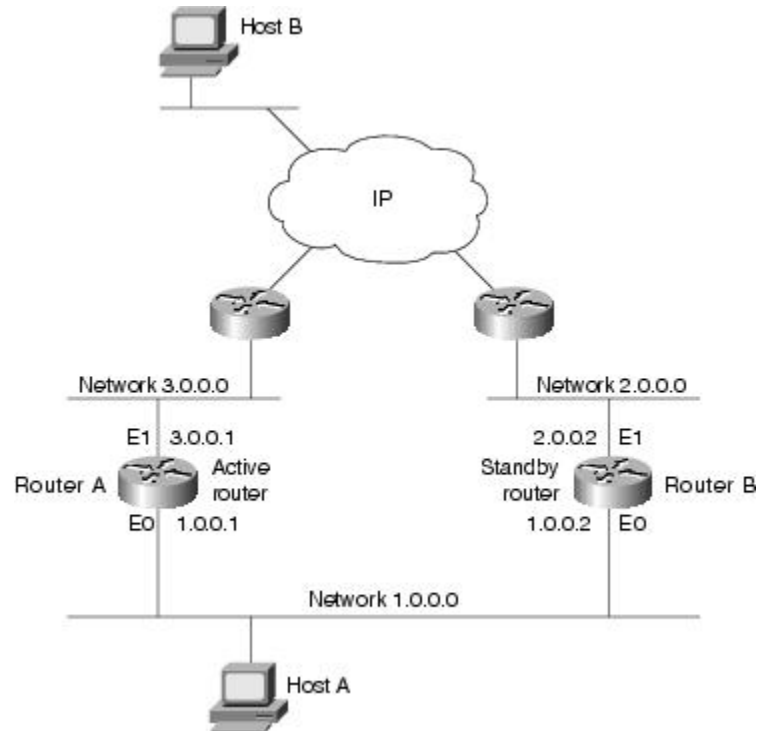 Host B
IP
Network 3.0.0.0
Network 2.0.0.0
E1 3.0.0.1
2.0.0.2 E1
Router A
Active
router
Standby
router
Router B
E0 1.0.0.1
1.0.0.2 E0
Network 1.0.0.0
Host A